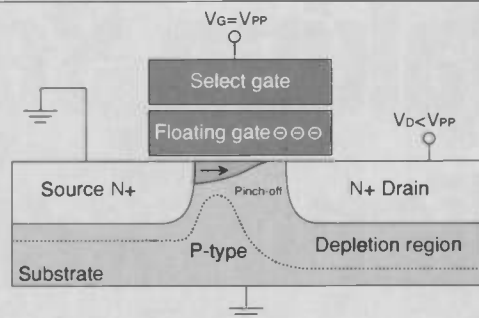 VG=VPP
Select gate
Floating gate ⊖⊖⊖
VD<VPP
Source N+
Pinch-off
N+ Drain
P-type
Depletion region
Substrate